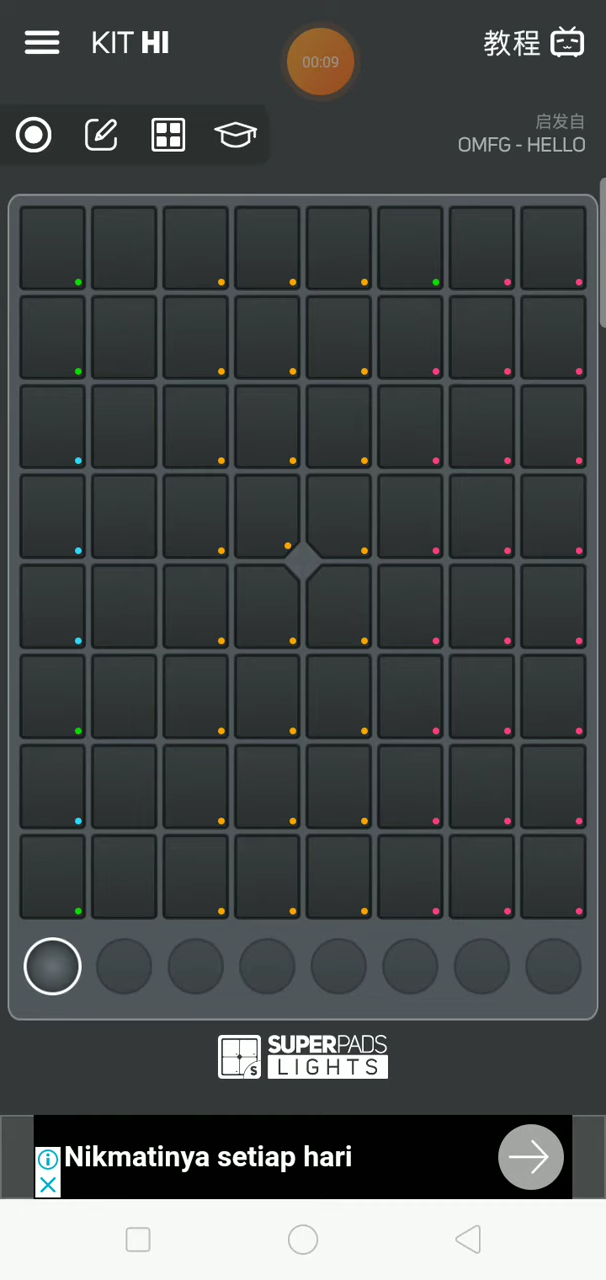 KIT HI
00:09
教程
启发自
OMFG - HELLO
S
SUPERPADS
LIGHTS
Nikmatinya setiap hari